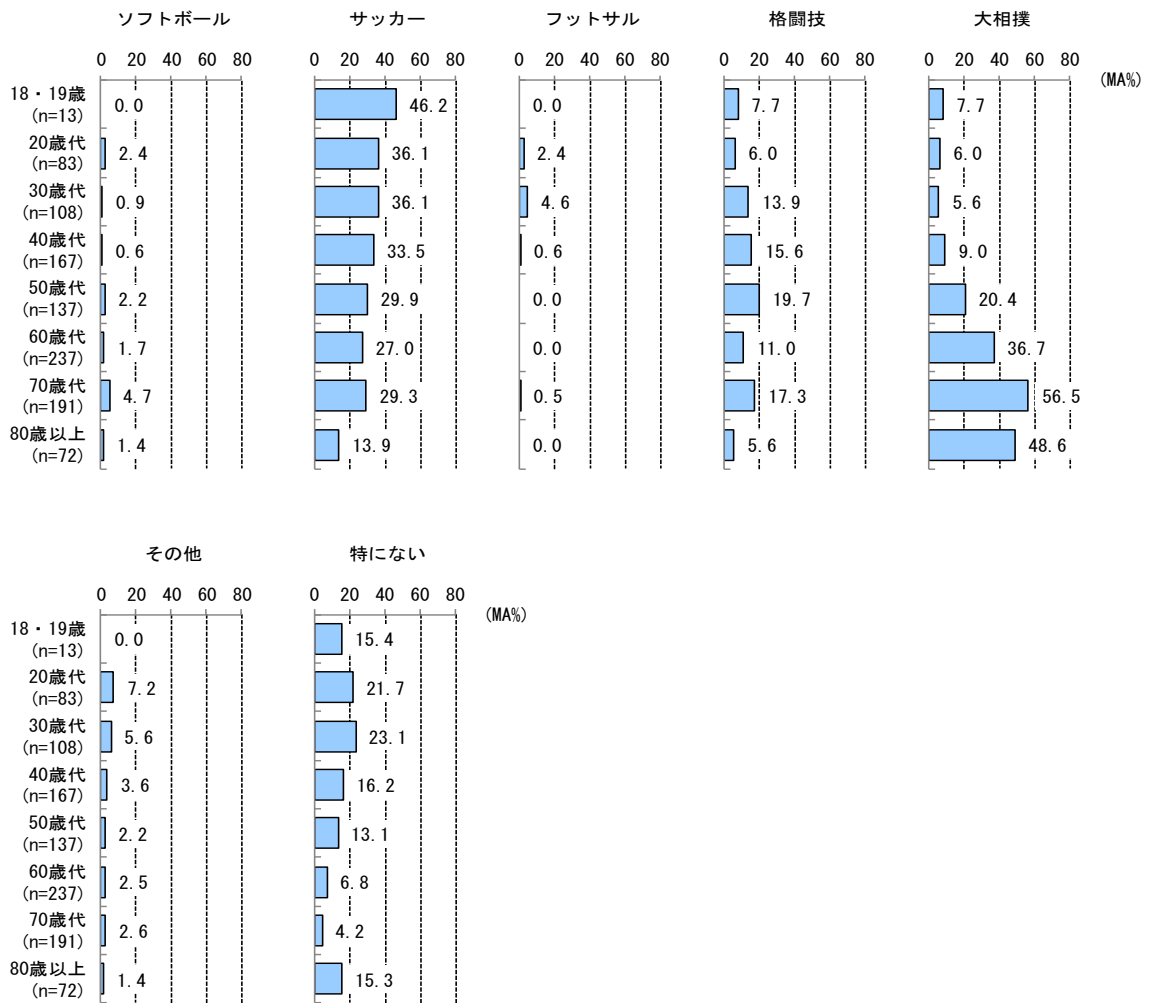 ソフトボール サッカー フットサル 格闘技 大相撲
0 20 40 60 80 0 20 40 60 80 0 20 40 60 80 0 20 40 60 80 0 20 40 60 80
(MA%)
18・19歳
(n=13)
0.0 46.2 0.0 7.7 7.7
20歳代
(n=83)
2.4 36.1 2.4 6.0 6.0
30歳代
(n=108)
0.9 36.1 4.6 13.9 5.6
40歳代
(n=167)
0.6 33.5 0.6 15.6 9.0
50歳代
(n=137)
2.2 29.9 0.0 19.7 20.4
60歳代
(n=237)
1.7 27.0 0.0 11.0 36.7
70歳代
(n=191)
4.7 29.3 0.5 17.3 56.5
80歳以上
(n=72)
1.4 13.9 0.0 5.6 48.6
その他 特にない
0 20 40 60 80 0 20 40 60 80
(MA%)
18・19歳
(n=13)
0.0 15.4
20歳代
(n=83)
7.2 21.7
30歳代
(n=108)
5.6 23.1
40歳代
(n=167)
3.6 16.2
50歳代
(n=137)
2.2 13.1
60歳代
(n=237)
2.5 6.8
70歳代
(n=191)
2.6 4.2
80歳以上
(n=72)
1.4 15.3